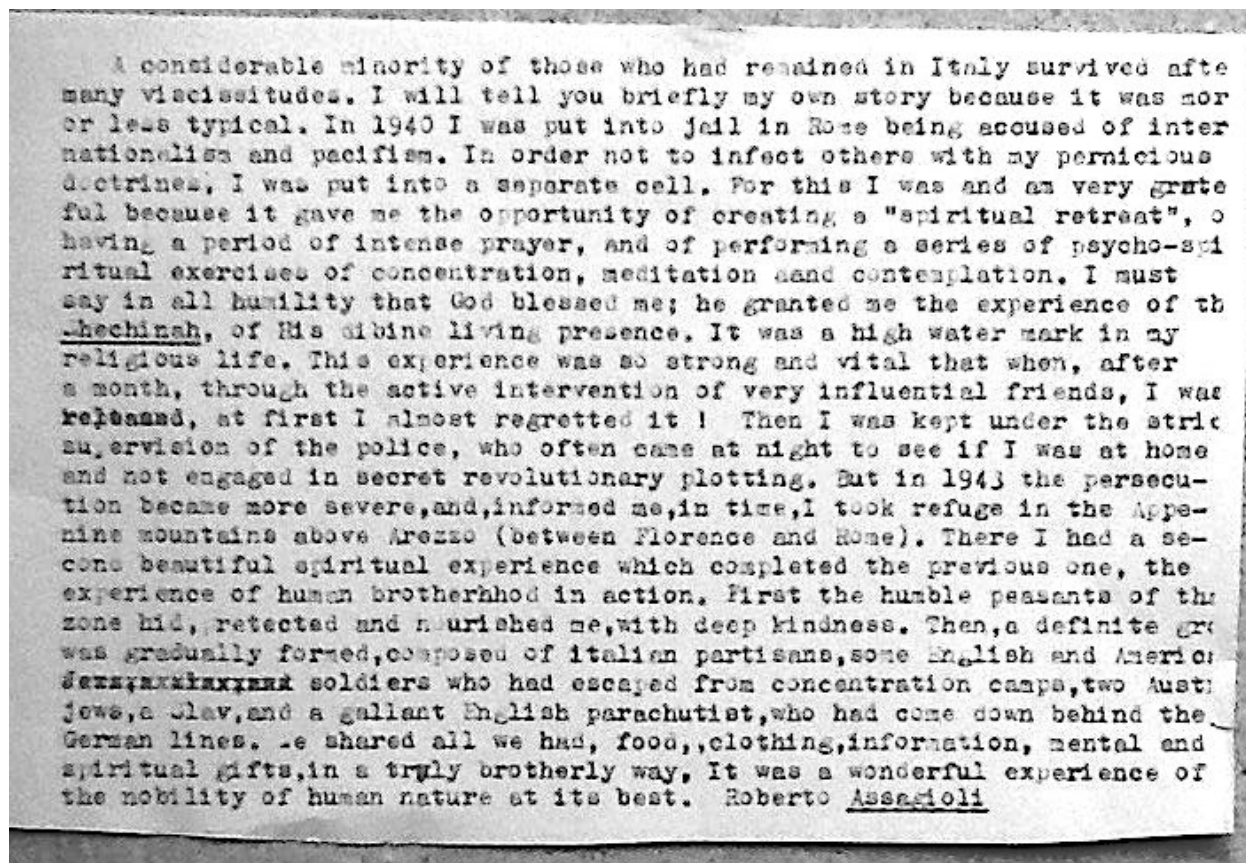 A considerable minority of those who had remained in Italy survived afte
many viscissitudes. I will tell you briefly my own story because it was mor
or less typical. In 1940 I was put into jail in Rome being accused of inter
nationalism and pacifism. In order not to infect others with my pernicious
doctrines, I was put into a separate cell. For this I was and am very grate
ful because it gave me the opportunity of creating a "spiritual retreat", o
having a period of intense prayer, and of performing a series of psycho-spi
ritual exercises of concentration, meditation aand contemplation. I must
say in all humility that God blessed me; he granted me the experience of th
Shechinah, of His dibine living presence. It was a high water mark in my
religious life. This experience was so strong and vital that when, after
a month, through the active intervention of very influential friends, I was
released, at first I almost regretted it ! Then I was kept under the stric
supervision of the police, who often came at night to see if I was at home
and not engaged in secret revolutionary plotting. But in 1943 the persecu-
tion became more severe,and,informed me,in time,I took refuge in the Appe-
nine mountains above Arezzo (between Florence and Rome). There I had a se-
cond beautiful spiritual experience which completed the previous one, the
experience of human brotherhhod in action. First the humble peasants of the
zone hid, retected and nourished me,with deep kindness. Then,a definite gro
was gradually formed,composed of italian partisans,some English and America
soldiers who had escaped from concentration camps,two Aust
jews,a Slav,and a gallant English parachutist,who had come down behind the
German lines. We shared all we had, food,,clothing,information, mental and
spiritual gifts,in a truly brotherly way, It was a wonderful experience of
the nobility of human nature at its best. Roberto Assagioli